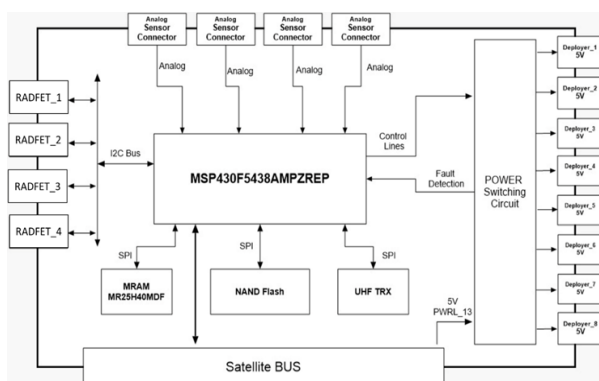 Analog
Sensor
Connector
Analog
Sensor
Connector
Analog
Sensor
Connector
Analog
Sensor
Connector
Analog
Analog
Analog
Analog
RADFET_1
RADFET_2
RADFET_3
RADFET_4
I2C Bus
MSP430F5438AMPZREP
Control
Lines
Fault
Detection
POWER
Switching
Circuit
Deployer_1
5V
Deployer_2
5V
Deployer_3
5V
Deployer_4
5V
Deployer_5
5V
Deployer_6
5V
Deployer_7
5V
Deployer_8
5V
SPI
SPI
SPI
MRAM
MR25H40MDF
NAND Flash
UHF TRX
5V
PWRL_13
Satellite BUS